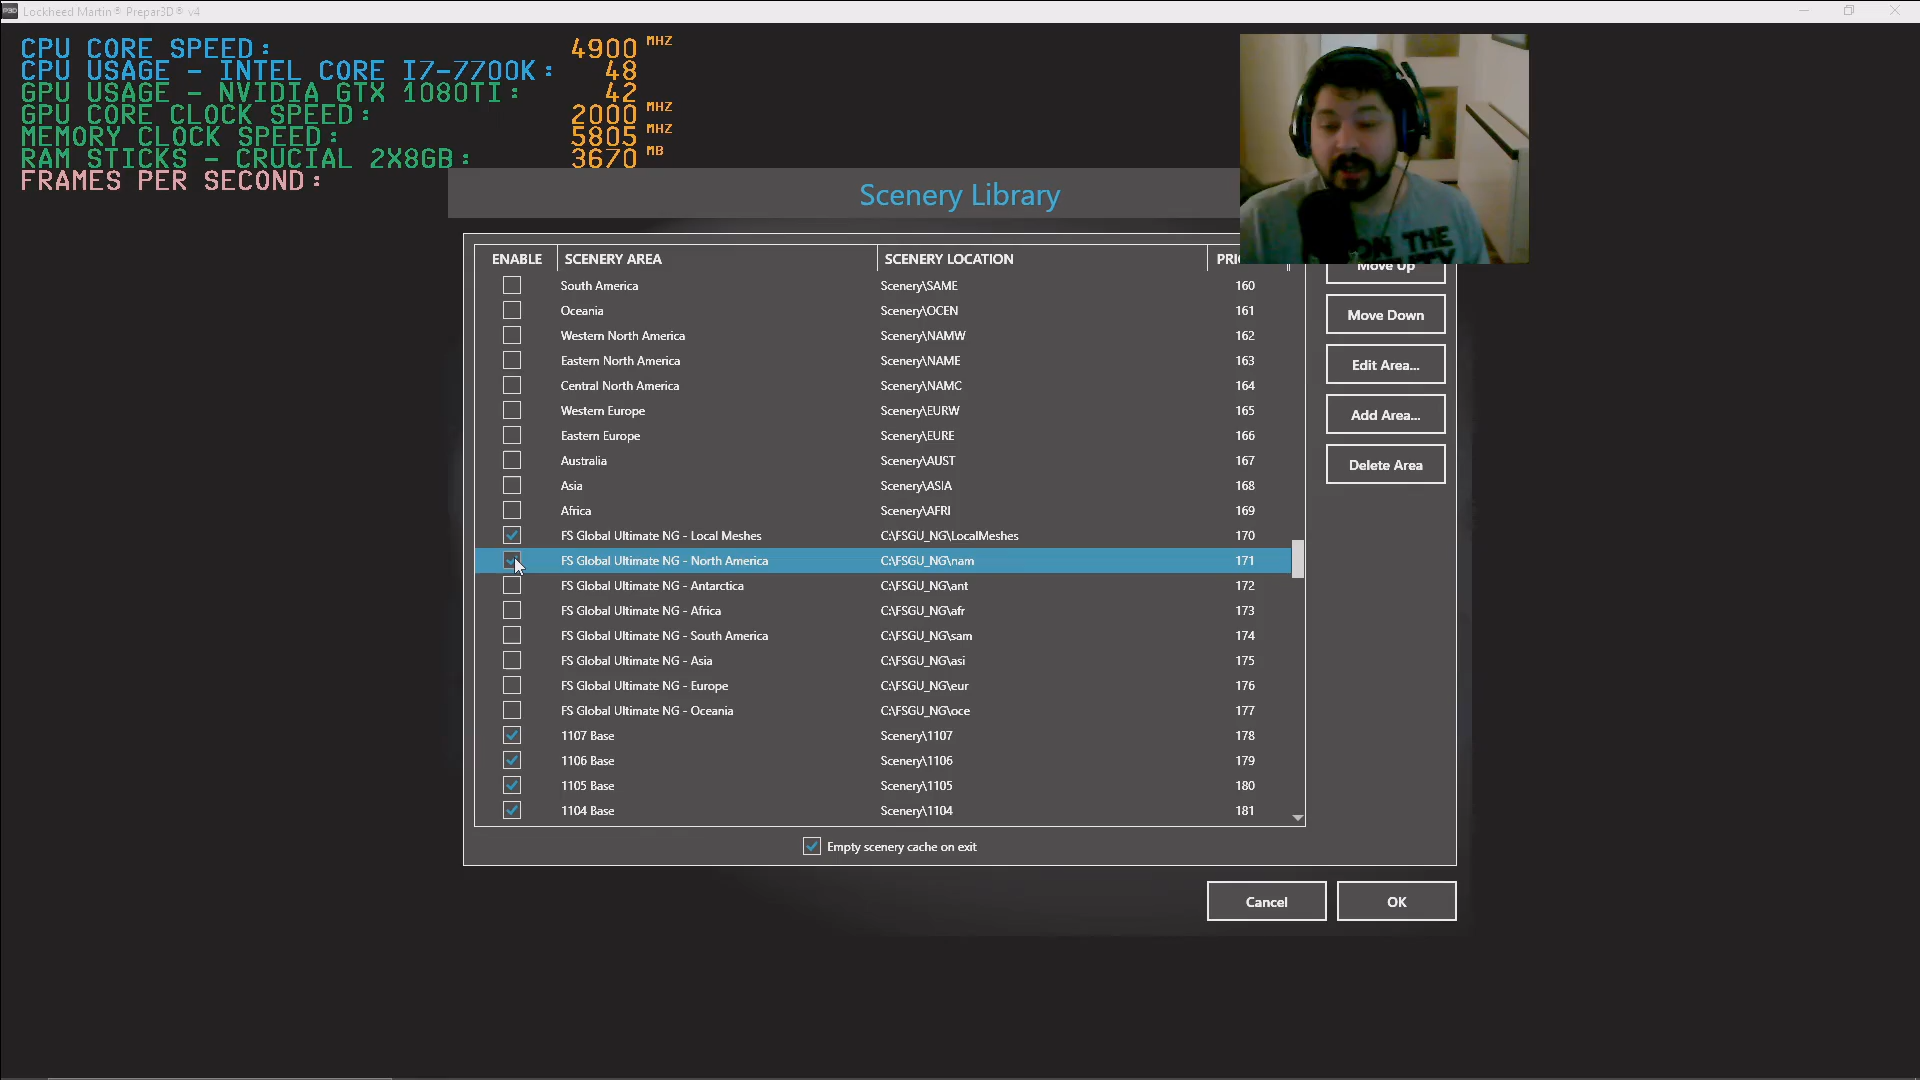 Lockheed Martin® Prepar3D® v4
CPU CORE SPEED: 4900 MHZ
CPU USAGE - INTEL CORE I7-7700K: 48
GPU USAGE - NVIDIA GTX 1080TI: 42
GPU CORE CLOCK SPEED: 2000 MHZ
MEMORY CLOCK SPEED: 5805 MHZ
RAM STICKS - CRUCIAL 2X8GB: 3670 MB
FRAMES PER SECOND:
ON THE
Scenery Library
ENABLE SCENERY AREA SCENERY LOCATION
South America Scenery\SAME 160
Oceania Scenery\OCEN 161
Western North America Scenery\NAMW 162
Eastern North America Scenery\NAME 163
Central North America Scenery\NAMC 164
Western Europe Scenery\EURW 165
Eastern Europe Scenery\EURE 166
Australia Scenery\AUST 167
Asia Scenery\ASIA 168
Africa Scenery\AFRI 169
FS Global Ultimate NG - Local Meshes C:\FSGU_NG\LocalMeshes 170
FS Global Ultimate NG - North America C:\FSGU_NG\nam 171
FS Global Ultimate NG - Antarctica C:\FSGU_NG\ant 172
FS Global Ultimate NG - Africa C:\FSGU_NG\afr 173
FS Global Ultimate NG - South America C:\FSGU_NG\sam 174
FS Global Ultimate NG - Asia C:\FSGU_NG\asi 175
FS Global Ultimate NG - Europe C:\FSGU_NG\eur 176
FS Global Ultimate NG - Oceania C:\FSGU_NG\oce 177
1107 Base Scenery\1107 178
1106 Base Scenery\1106 179
1105 Base Scenery\1105 180
1104 Base Scenery\1104 181
Move Up
Move Down
Edit Area...
Add Area...
Delete Area
Empty scenery cache on exit
Cancel OK